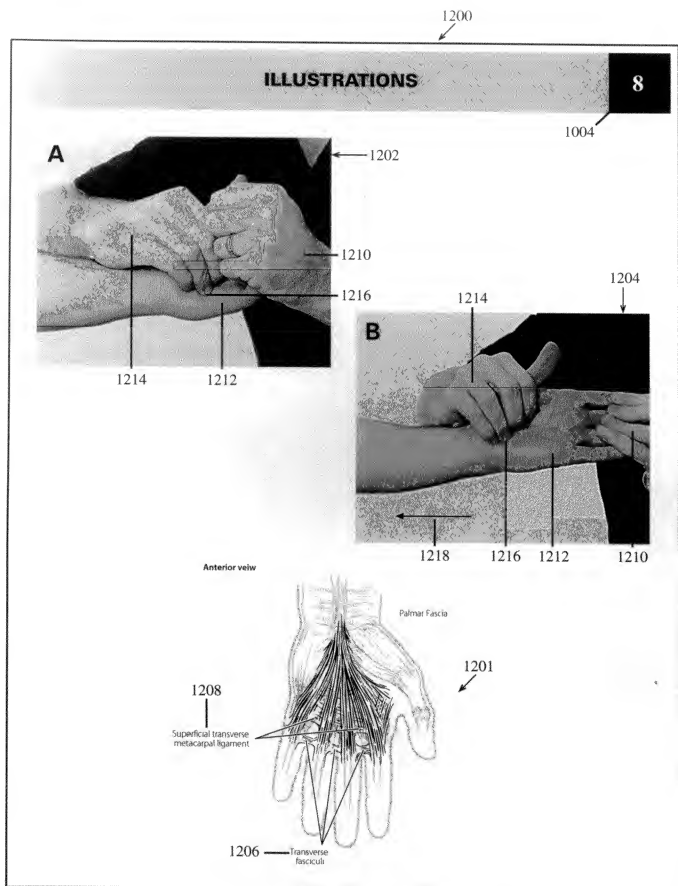 1200
ILLUSTRATIONS 8
1004
A
1202
1210
1216
1214 1212
1204
1214
B
1218 1216 1212 1210
Anterior veiw
Palmar Fascia
1201
1208
Superficial transverse
metacarpal ligament
1206
Transverse
fasciculi